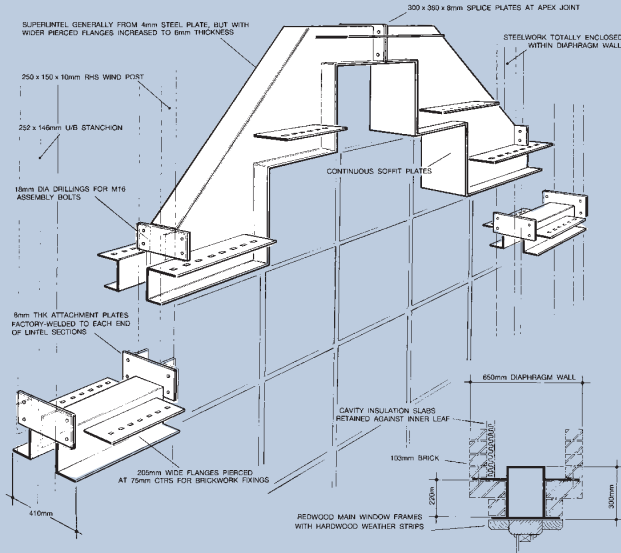 300 x 360 x 8mm SPLICE PLATES AT APEX JOINT
SUPERLINTEL GENERALLY FROM 4mm STEEL PLATE, BUT WITH
WIDER PIERCED FLANGES INCREASED TO 6mm THICKNESS
STEELWORK TOTALLY ENCLOSED
WITHIN DIAPHRAGM WALL
250 x 150 x 10mm RHS WIND POST
252 x 146mm U/B STANCHION
CONTINUOUS SOFFIT PLATES
18mm DIA DRILLINGS FOR M16
ASSEMBLY BOLTS
6mm THK ATTACHMENT PLATES
FACTORY-WELDED TO EACH END
OF LINTEL SECTIONS
650mm DIAPHRAGM WALL
CAVITY INSULATION SLABS
RETAINED AGAINST INNER LEAF
103mm BRICK
205mm WIDE FLANGES PIERCED
AT 75mm CTRS FOR BRICKWORK FIXINGS
220m
300mm
410mm
REDWOOD MAIN WINDOW FRAMES
WITH HARDWOOD WEATHER STRIPS